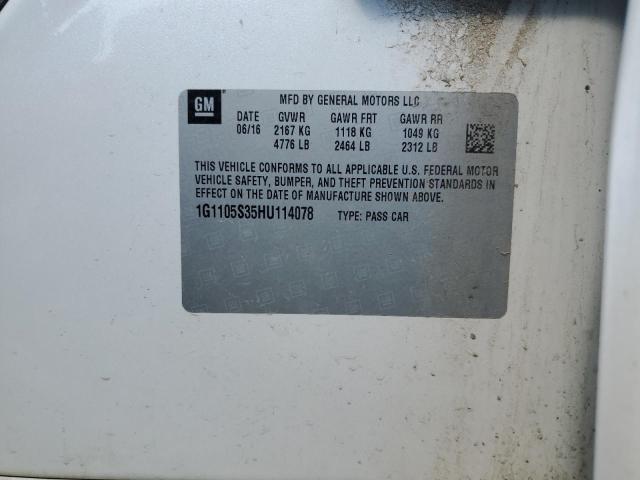 GM
MFD BY GENERAL MOTORS LLC
DATE GVWR GAWR FRT GAWR RR
06/16 2167 KG 1118 KG 1049 KG
4776 LB 2464 LB 2312 LB
THIS VEHICLE CONFORMS TO ALL APPLICABLE U.S. FEDERAL MOTOR
VEHICLE SAFETY, BUMPER, AND THEFT PREVENTION STANDARDS IN
EFFECT ON THE DATE OF MANUFACTURE SHOWN ABOVE.
1G1105S35HU114078 TYPE: PASS CAR